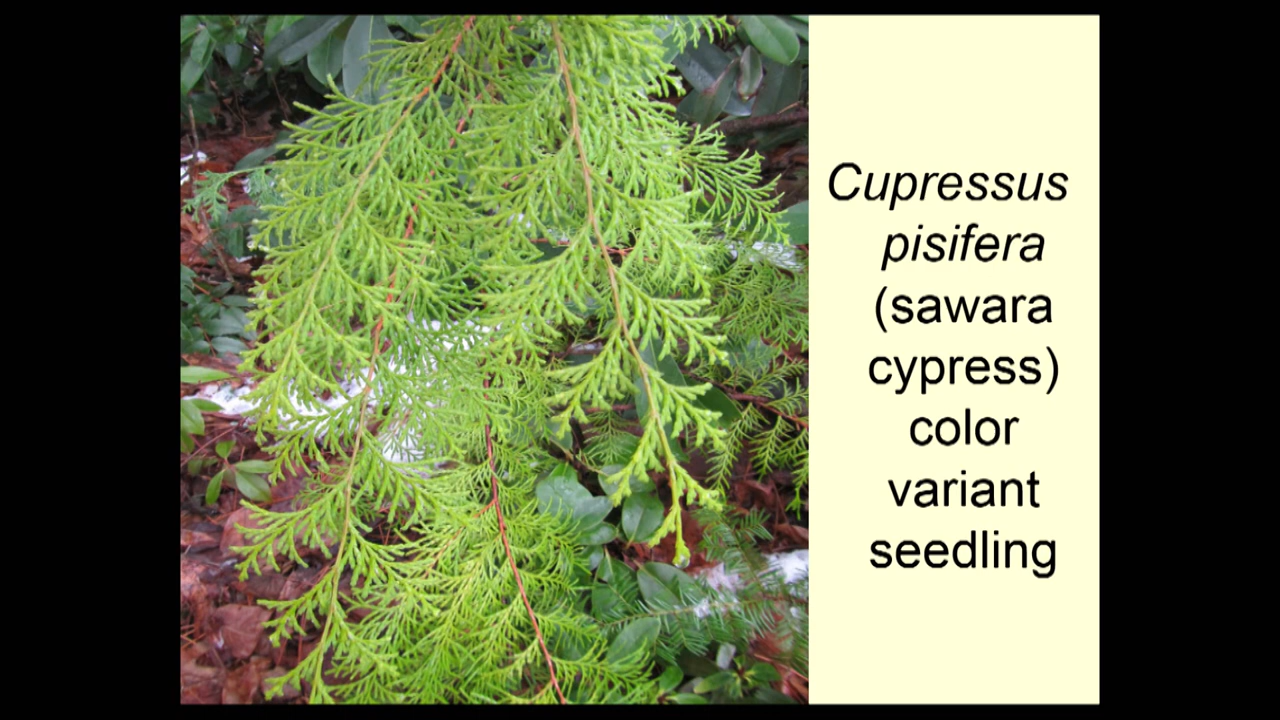 Cupressus
pisifera
(sawara
cypress)
color
variant
seedling